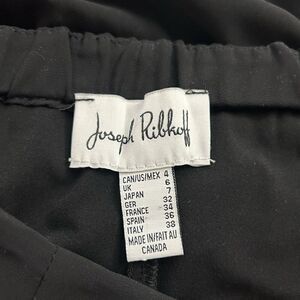 Joseph Ribkoff
CAN/US/MEX 4
UK 6
JAPAN 7
GER 32
FRANCE 34
SPAIN 36
ITALY 38
MADE IN/FAIT AU
CANADA